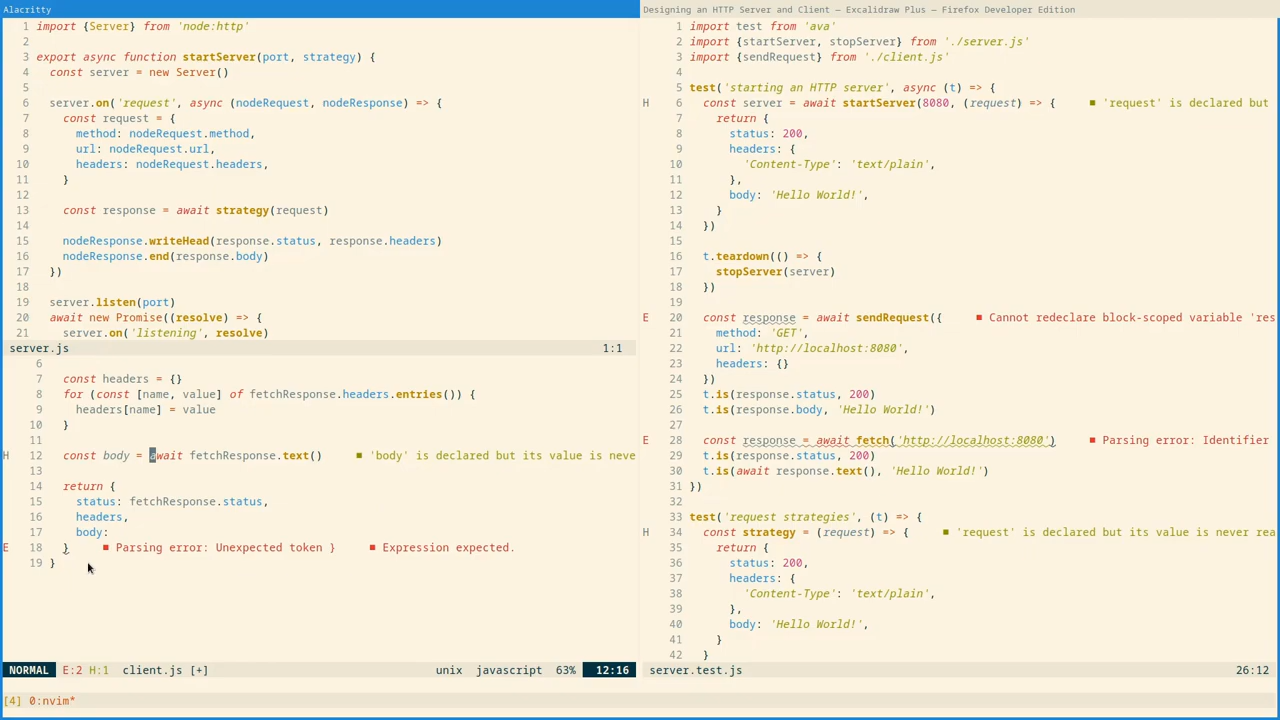 Alacritty
1 import {Server} from 'node:http'
2
3 export async function startServer(port, strategy) {
4   const server = new Server()
5
6   server.on('request', async (nodeRequest, nodeResponse) => {
7     const request = {
8       method: nodeRequest.method,
9       url: nodeRequest.url,
10       headers: nodeRequest.headers,
11     }
12
13     const response = await strategy(request)
14
15     nodeResponse.writeHead(response.status, response.headers)
16     nodeResponse.end(response.body)
17   })
18
19   server.listen(port)
20   await new Promise((resolve) => {
21     server.on('listening', resolve)
server.js 1:1
6
7     const headers = {}
8     for (const [name, value] of fetchResponse.headers.entries()) {
9       headers[name] = value
10     }
11
H 12     const body = await fetchResponse.text() ■ 'body' is declared but its value is neve
13
14     return {
15       status: fetchResponse.status,
16       headers,
17       body:
E 18     } ■ Parsing error: Unexpected token } ■ Expression expected.
19 }
NORMAL E:2 H:1 client.js [+] unix javascript 63% 12:16
Designing an HTTP Server and Client — Excalidraw Plus — Firefox Developer Edition
1 import test from 'ava'
2 import {startServer, stopServer} from './server.js'
3 import {sendRequest} from './client.js'
4
5 test('starting an HTTP server', async (t) => {
H 6   const server = await startServer(8080, (request) => { ■ 'request' is declared but
7     return {
8       status: 200,
9       headers: {
10         'Content-Type': 'text/plain',
11       },
12       body: 'Hello World!',
13     }
14   })
15
16   t.teardown(() => {
17     stopServer(server)
18   })
19
E 20   const response = await sendRequest({ ■ Cannot redeclare block-scoped variable 'res
21     method: 'GET',
22     url: 'http://localhost:8080',
23     headers: {}
24   })
25   t.is(response.status, 200)
26   t.is(response.body, 'Hello World!')
27
E 28   const response = await fetch('http://localhost:8080') ■ Parsing error: Identifier
29   t.is(response.status, 200)
30   t.is(await response.text(), 'Hello World!')
31 })
32
33 test('request strategies', (t) => {
H 34   const strategy = (request) => { ■ 'request' is declared but its value is never rea
35     return {
36       status: 200,
37       headers: {
38         'Content-Type': 'text/plain',
39       },
40       body: 'Hello World!',
41     }
42   }
server.test.js 26:12
[4] 0:nvim*